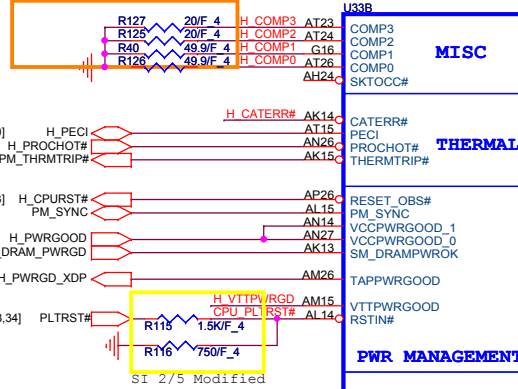 U33B
R127 20/F_4 H_COMP3 AT23 COMP3
R125 20/F_4 H_COMP2 AT24 COMP2
R40 49.9/F_4 H_COMP1 G16 COMP1
R126 49.9/F_4 H_COMP0 AT26 COMP0
MISC
AH24 SKTOCC#
H_CATERR# AK14 CATERR#
H_PECI AT15 PECI
H_PROCHOT# AN26 PROCHOT#
THERMAL
PM_THRMTRIP# AK15 THERMTRIP#
H_CPURST# AP26 RESET_OBS#
PM_SYNC AL15 PM_SYNC
AN14 VCCPWRGOOD_1
H_PWRGOOD AN27 VCCPWRGOOD_0
_DRAM_PWRGD AK13 SM_DRAMPWROK
H_PWRGD_XDP AM26 TAPPWRGOOD
H_VTTPWRGD AM15 VTTPWRGOOD
3,34] PLTRST# CPU_PLTRST# AL14 RSTIN#
R115 1.5K/F_4
R116 750/F_4
PWR MANAGEMENT
SI 2/5 Modified